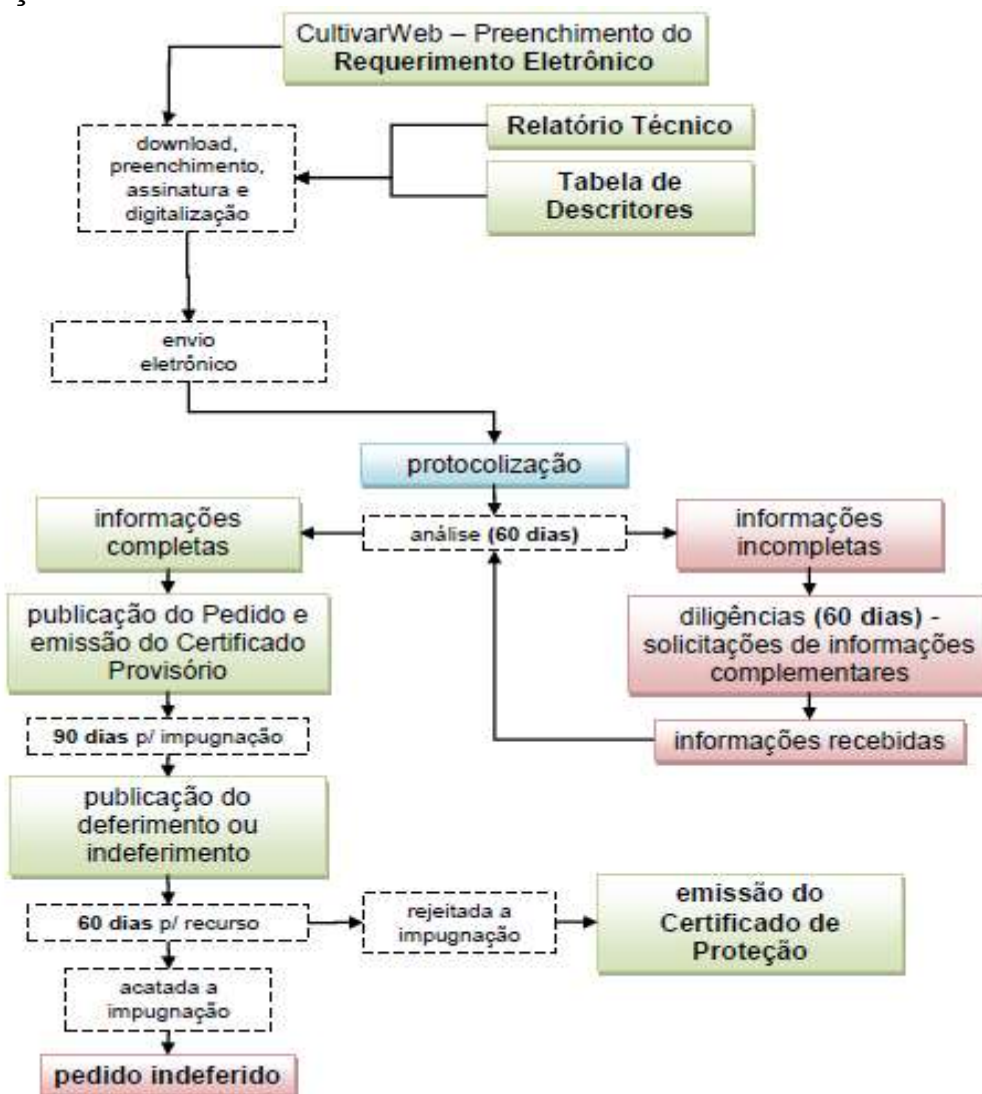 CultivarWeb – Preenchimento do
Requerimento Eletrônico
Relatório Técnico
download,
preenchimento,
assinatura e
digitalização
Tabela de
Descritores
envio
eletrônico
protocolização
informações
completas
análise (60 dias)
informações
incompletas
publicação do Pedido e
emissão do Certificado
Provisório
diligências (60 dias) -
solicitações de informações
complementares
90 dias p/ impugnação
informações recebidas
publicação do
deferimento ou
indeferimento
60 dias p/ recurso
rejeitada a
impugnação
emissão do
Certificado de
Proteção
acatada a
impugnação
pedido indeferido